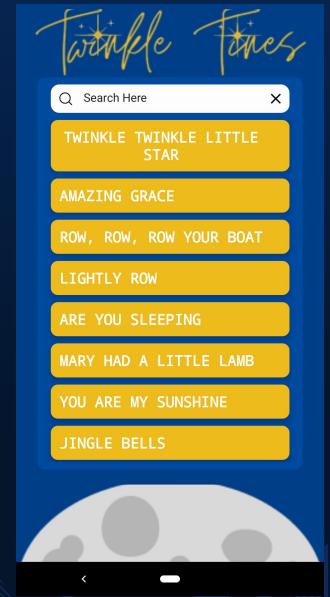 Twinkle Tines
Search Here
TWINKLE TWINKLE LITTLE
STAR
AMAZING GRACE
ROW, ROW, ROW YOUR BOAT
LIGHTLY ROW
ARE YOU SLEEPING
MARY HAD A LITTLE LAMB
YOU ARE MY SUNSHINE
JINGLE BELLS